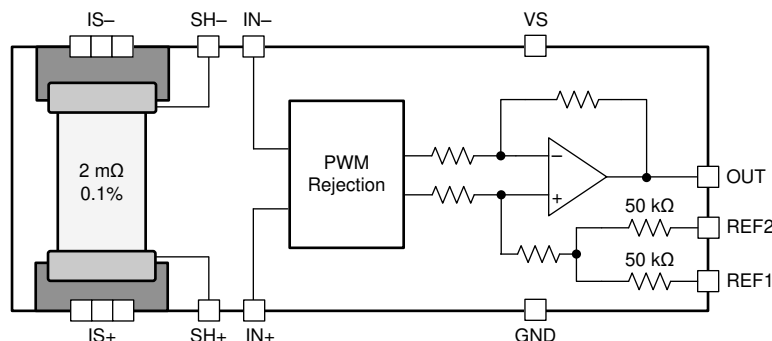 IS–
SH–
IN–
VS
2 mΩ
0.1%
PWM
Rejection
–
+
OUT
50 kΩ
REF2
50 kΩ
REF1
IS+
SH+
IN+
GND